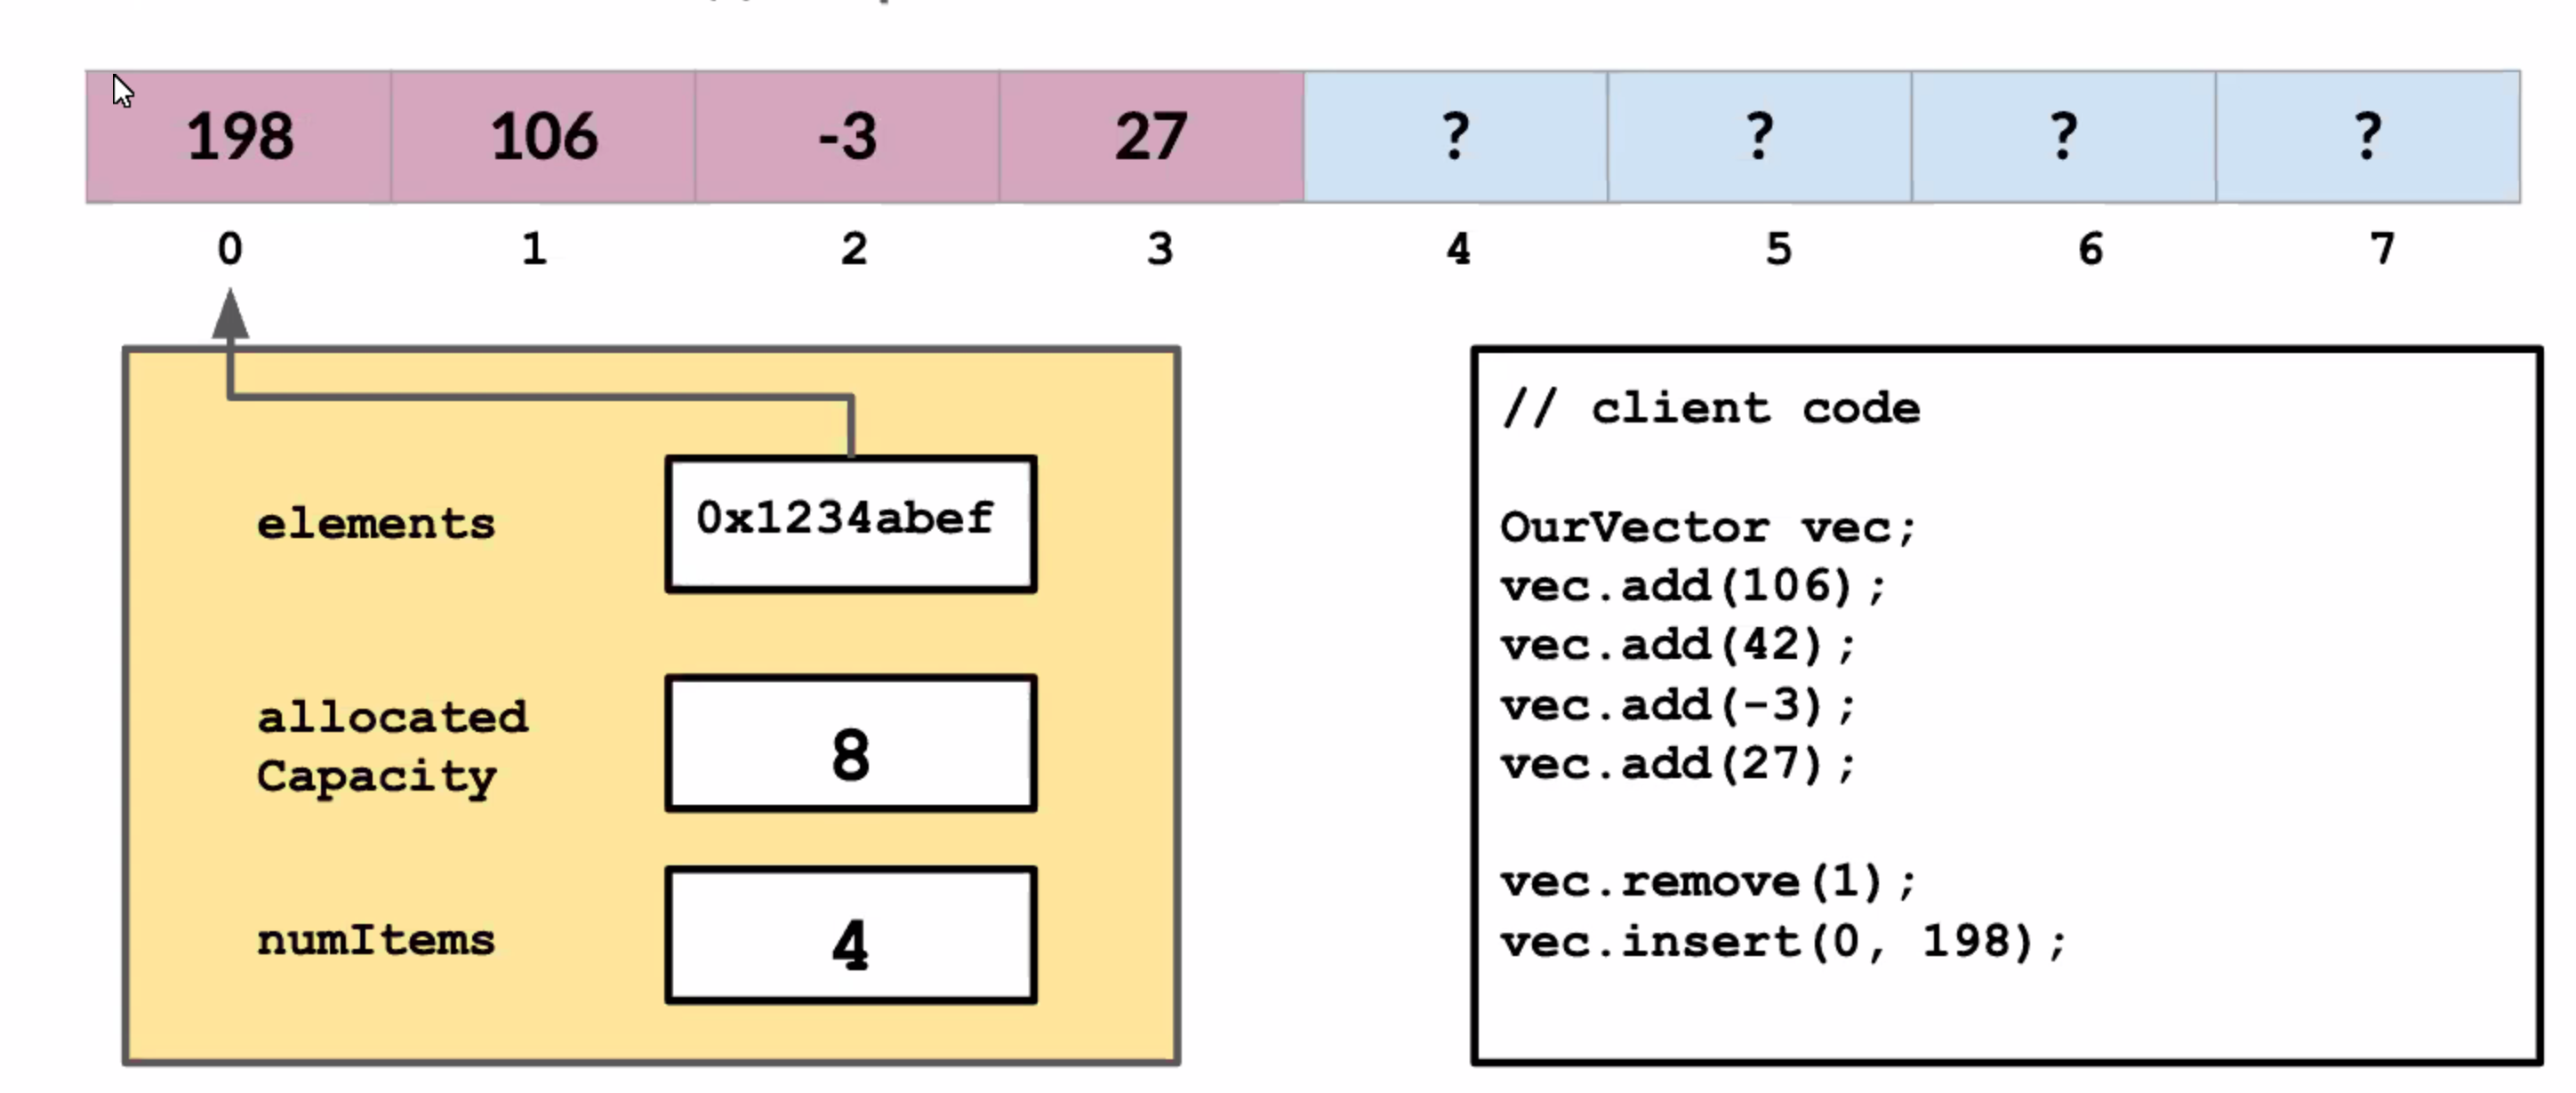 198 106 -3 27 ? ? ? ?
0 1 2 3 4 5 6 7
elements
0x1234abef
allocated
Capacity
8
numItems
4
// client code
OurVector vec;
vec.add(106);
vec.add(42);
vec.add(-3);
vec.add(27);
vec.remove(1);
vec.insert(0, 198);